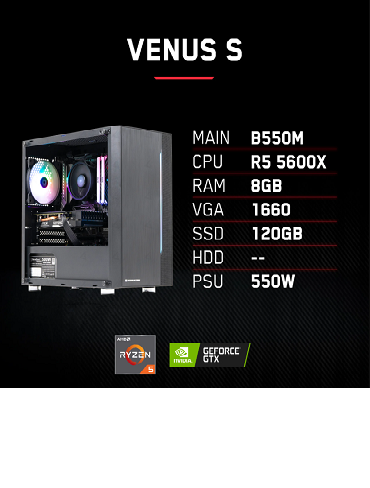 VENUS S
MAIN B550M
CPU R5 5600X
RAM 8GB
VGA 1660
SSD 120GB
HDD --
PSU 550W
AMD
RYZEN
5
NVIDIA
GEFORCE
GTX